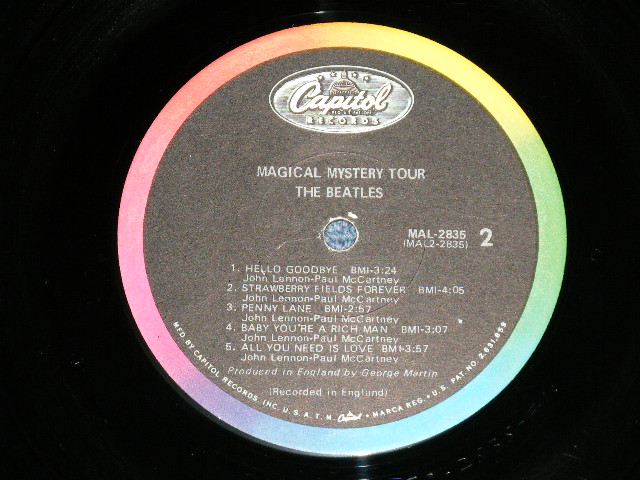 Capitol
RECORDS
MAGICAL MYSTERY TOUR
THE BEATLES
MAL-2835
(MAL2-2835)
2
1. HELLO GOODBYE BMI-3:24
John Lennon-Paul McCartney
2. STRAWBERRY FIELDS FOREVER BMI-4:05
John Lennon-Paul McCartney
3. PENNY LANE BMI-2:57
John Lennon-Paul McCartney
4. BABY YOU'RE A RICH MAN BMI-3:07
John Lennon-Paul McCartney
5. ALL YOU NEED IS LOVE BMI-3:57
John Lennon-Paul McCartney
Produced in England by George Martin
(Recorded in England)
MFD. BY CAPITOL RECORDS, INC. U.S.A. T.M. Capitol • MARCA REG. • U.S. PAT. NO. 2,631,859